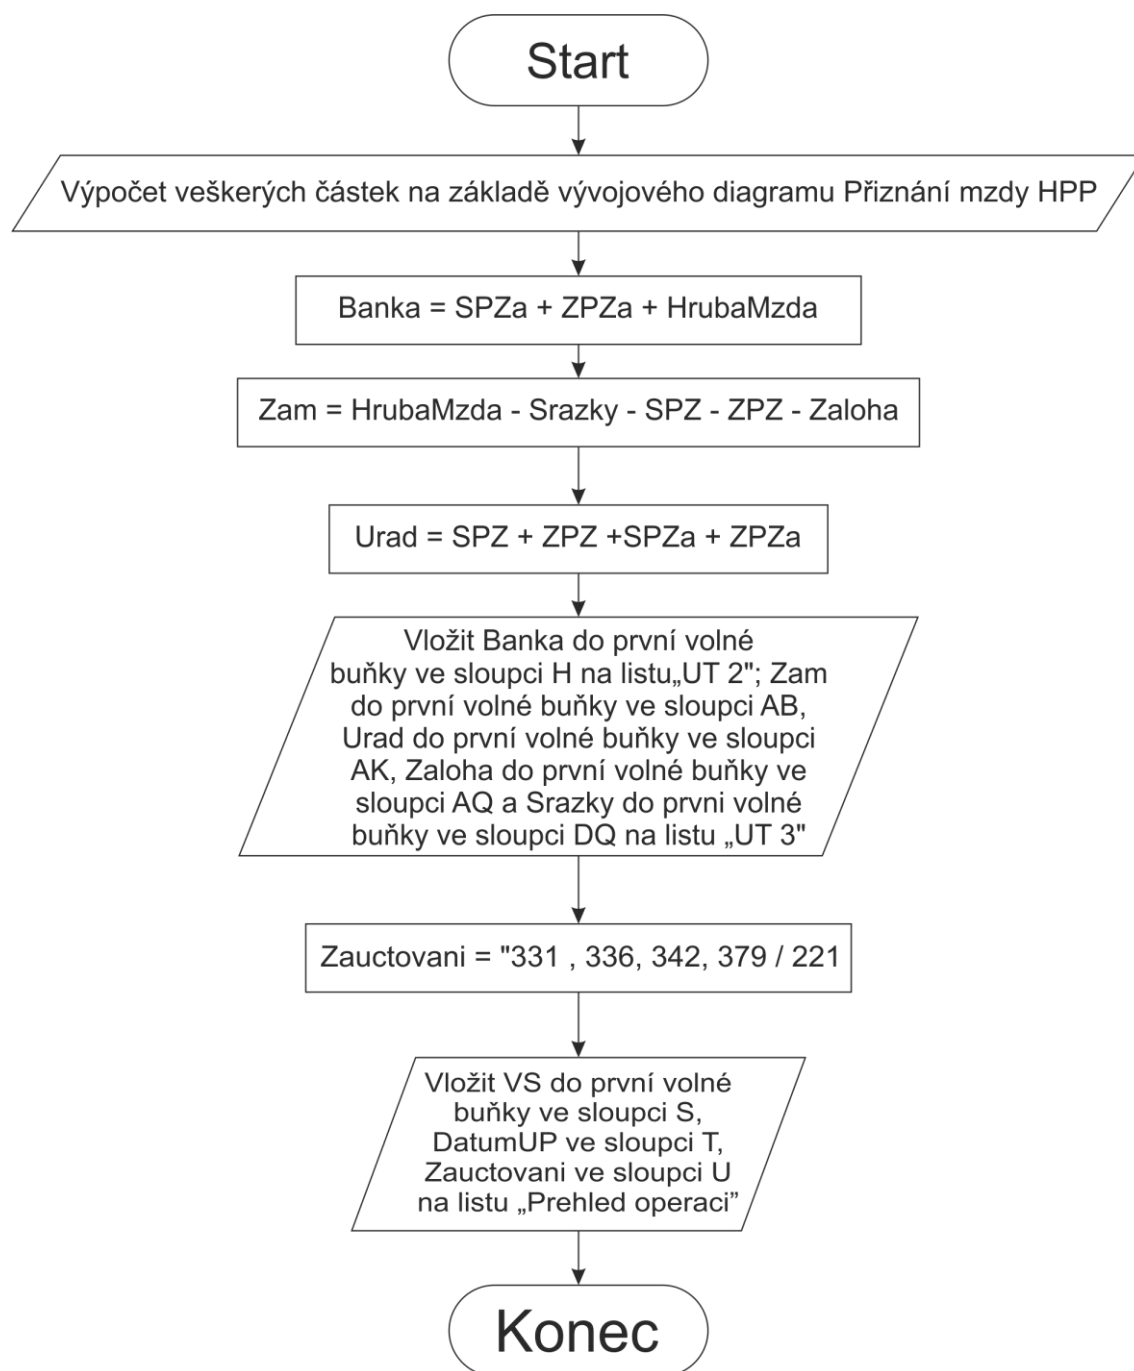 Start
Výpočet veškerých částek na základě vývojového diagramu Přiznání mzdy HPP
Banka = SPZa + ZPZa + HrubaMzda
Zam = HrubaMzda - Srazky - SPZ - ZPZ - Zaloha
Urad = SPZ + ZPZ +SPZa + ZPZa
Vložit Banka do první volné
buňky ve sloupci H na listu„UT 2"; Zam
do první volné buňky ve sloupci AB,
Urad do první volné buňky ve sloupci
AK, Zaloha do první volné buňky ve
sloupci AQ a Srazky do prvni volné
buňky ve sloupci DQ na listu „UT 3"
Zauctovani = "331 , 336, 342, 379 / 221
Vložit VS do první volné
buňky ve sloupci S,
DatumUP ve sloupci T,
Zauctovani ve sloupci U
na listu „Prehled operaci”
Konec